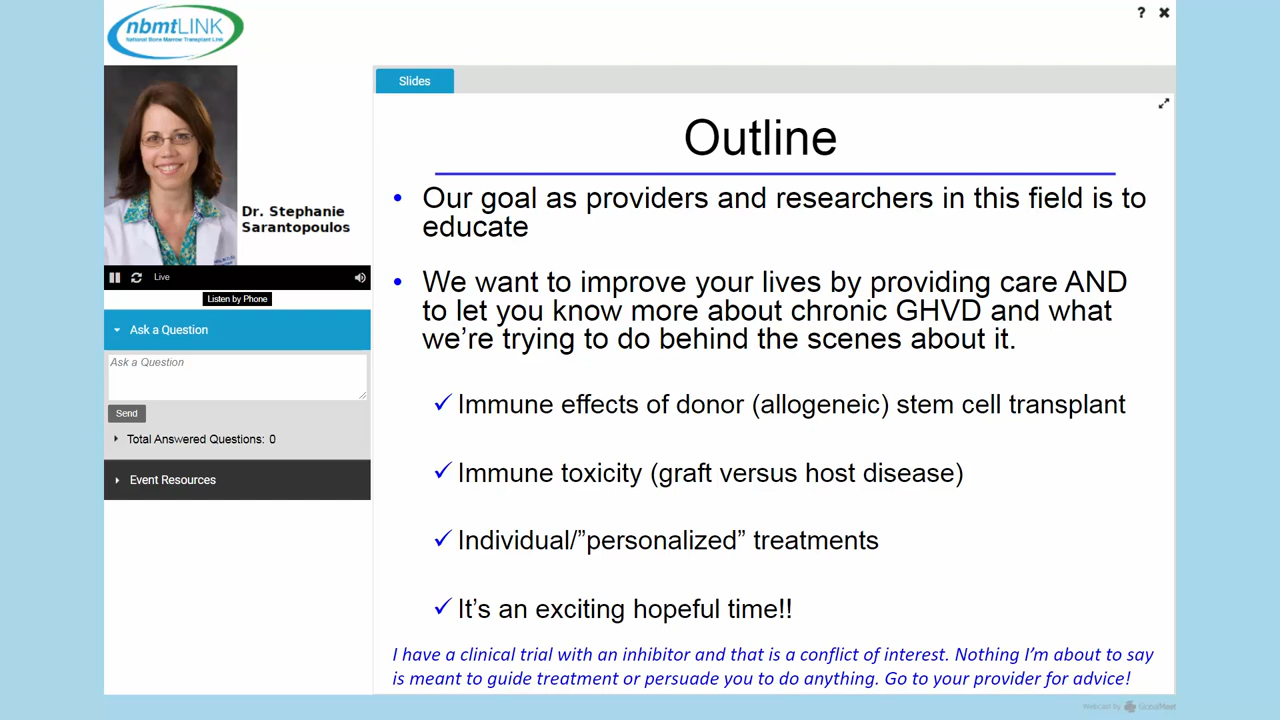 nbmtLINK
National Bone Marrow Transplant Link
? ×
Slides
Dr. Stephanie
Sarantopoulos
Live
Listen by Phone
Ask a Question
Ask a Question
Send
Total Answered Questions: 0
Event Resources
Outline
• Our goal as providers and researchers in this field is to
educate
• We want to improve your lives by providing care AND
to let you know more about chronic GHVD and what
we’re trying to do behind the scenes about it.
✓ Immune effects of donor (allogeneic) stem cell transplant
✓ Immune toxicity (graft versus host disease)
✓ Individual/”personalized” treatments
✓ It’s an exciting hopeful time!!
I have a clinical trial with an inhibitor and that is a conflict of interest. Nothing I’m about to say
is meant to guide treatment or persuade you to do anything. Go to your provider for advice!
Webcast by